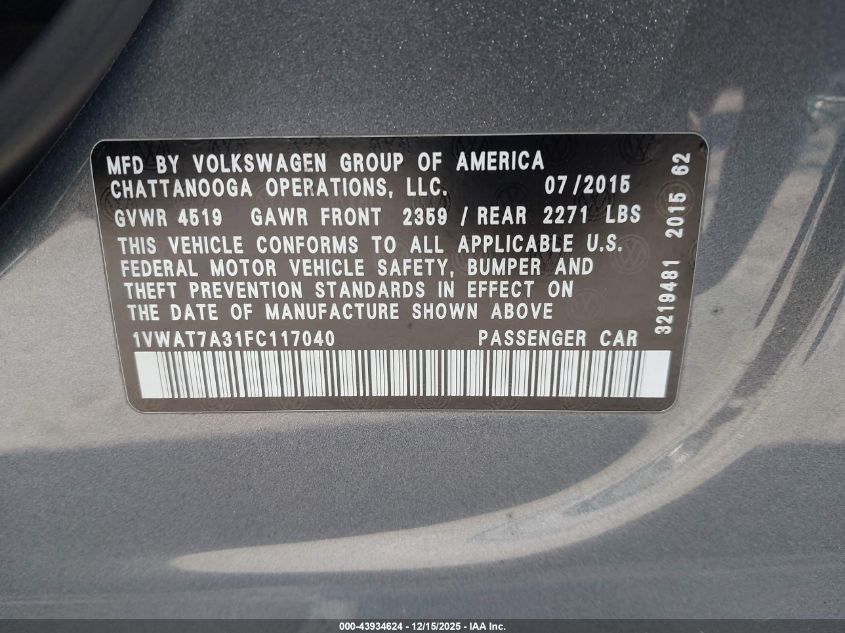 MFD BY VOLKSWAGEN GROUP OF AMERICA
CHATTANOOGA OPERATIONS, LLC. 07/2015
GVWR 4519 GAWR FRONT 2359 / REAR 2271 LBS
THIS VEHICLE CONFORMS TO ALL APPLICABLE U.S.
FEDERAL MOTOR VEHICLE SAFETY, BUMPER AND
THEFT PREVENTION STANDARDS IN EFFECT ON
THE DATE OF MANUFACTURE SHOWN ABOVE
1VWAT7A31FC117040 PASSENGER CAR
3219481 2015 62
000-43934624 - 12/15/2025 - IAA Inc.